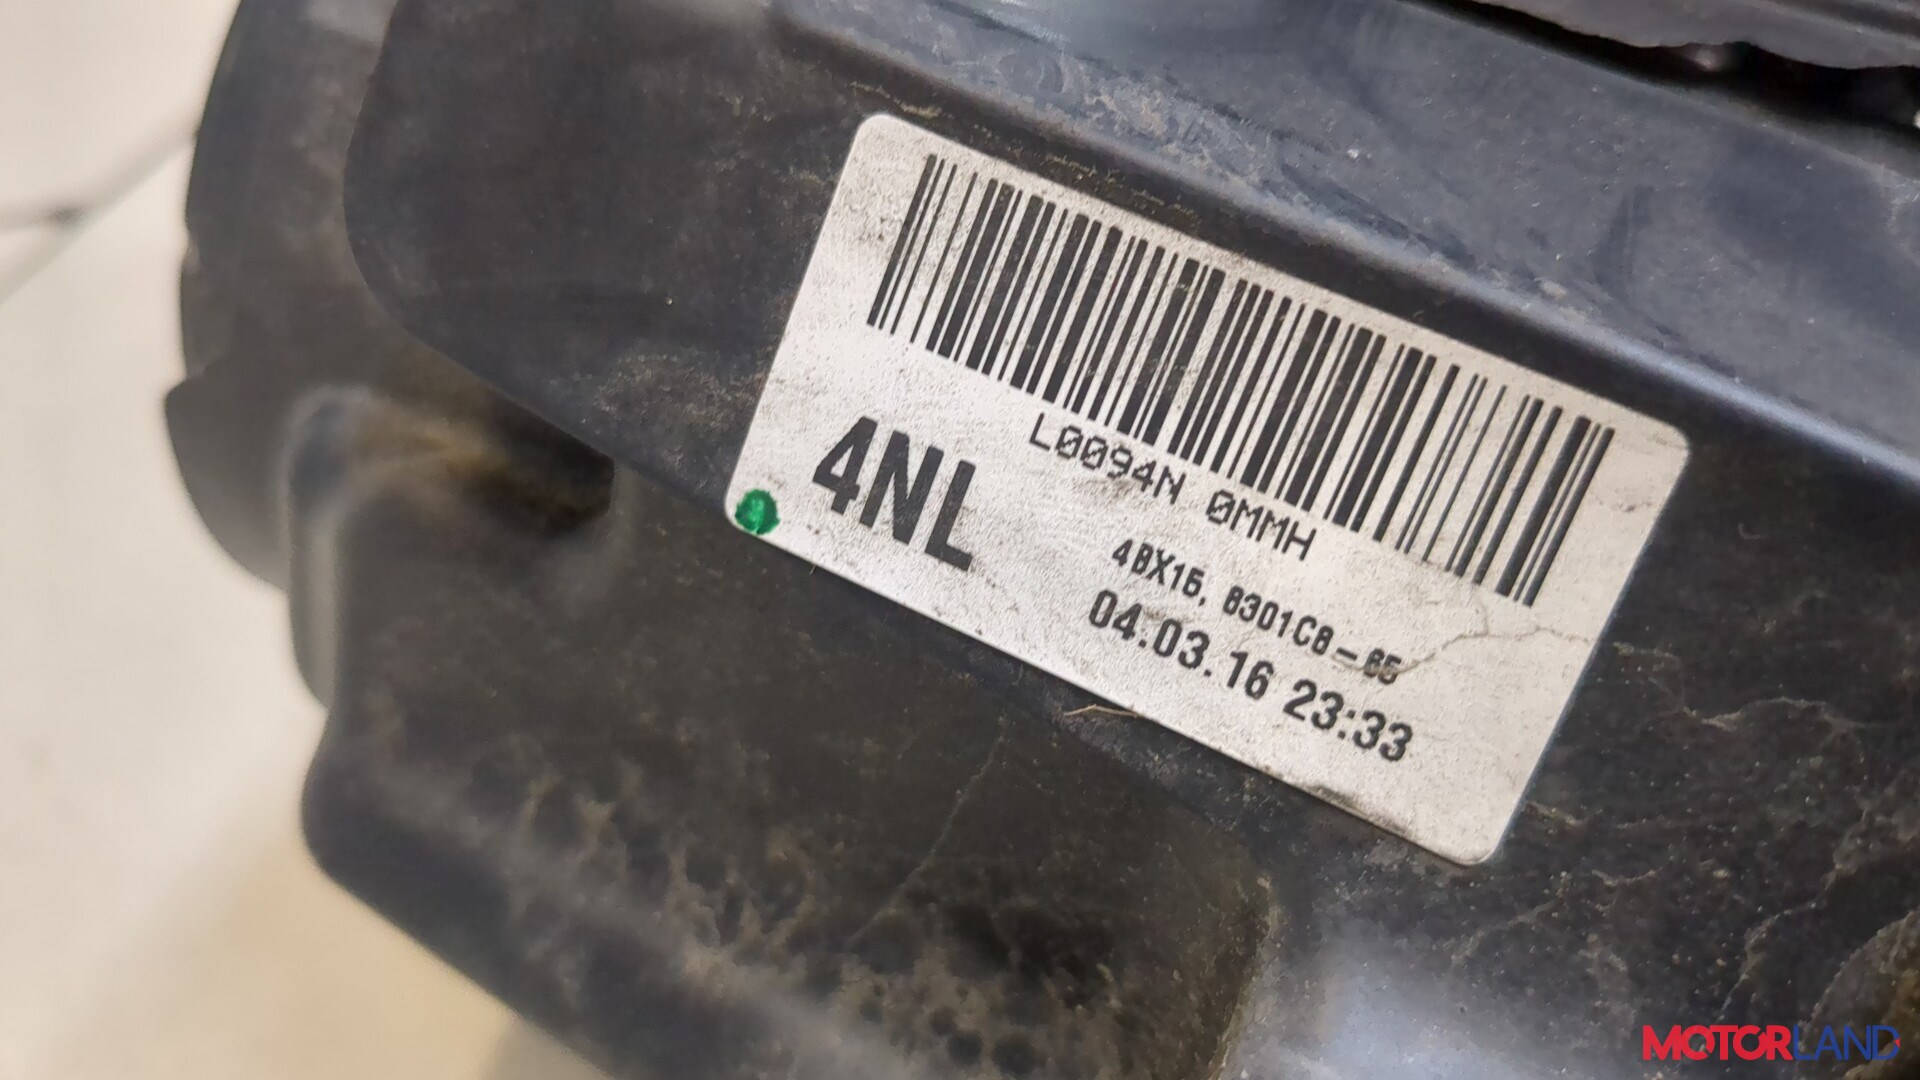 L0094N 0MMH
4NL
4BX15, 8301C8-65
04.03.16 23:33
MOTORLAND